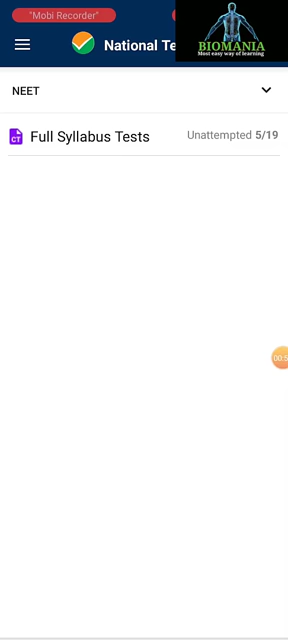 "Mobi Recorder"
National Te
BIOMANIA
Most easy way of learning
NEET
CT
Full Syllabus Tests
Unattempted 5/19
00:5